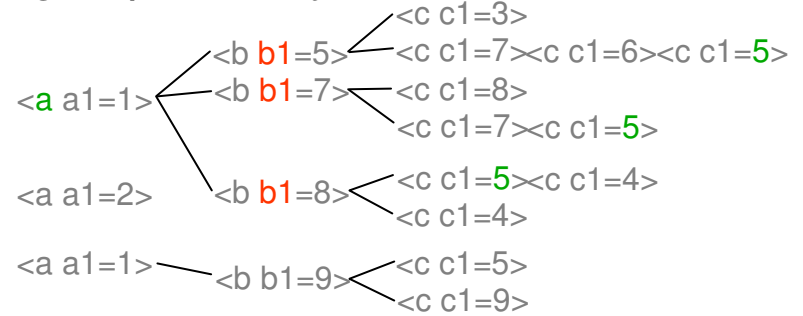 <c c1=3>
<b b1=5>
<c c1=7><c c1=6><c c1=5>
<a a1=1>
<b b1=7>
<c c1=8>
<c c1=7><c c1=5>
<a a1=2>
<b b1=8>
<c c1=5><c c1=4>
<c c1=4>
<a a1=1>
<b b1=9>
<c c1=5>
<c c1=9>